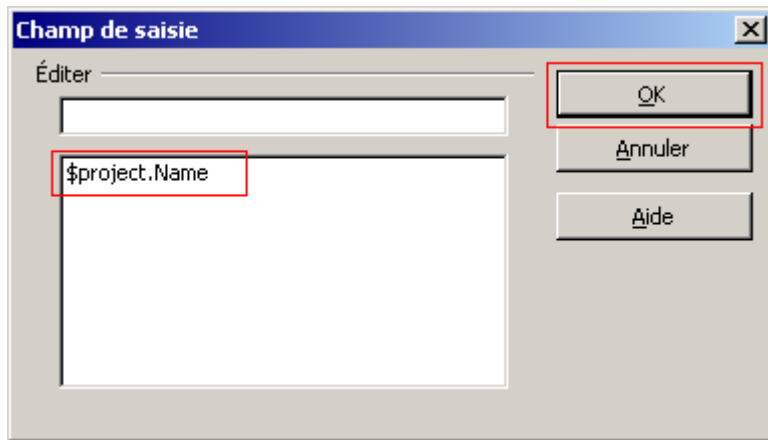 Champ de saisie
Éditer
OK
$project.Name
Annuler
Aide